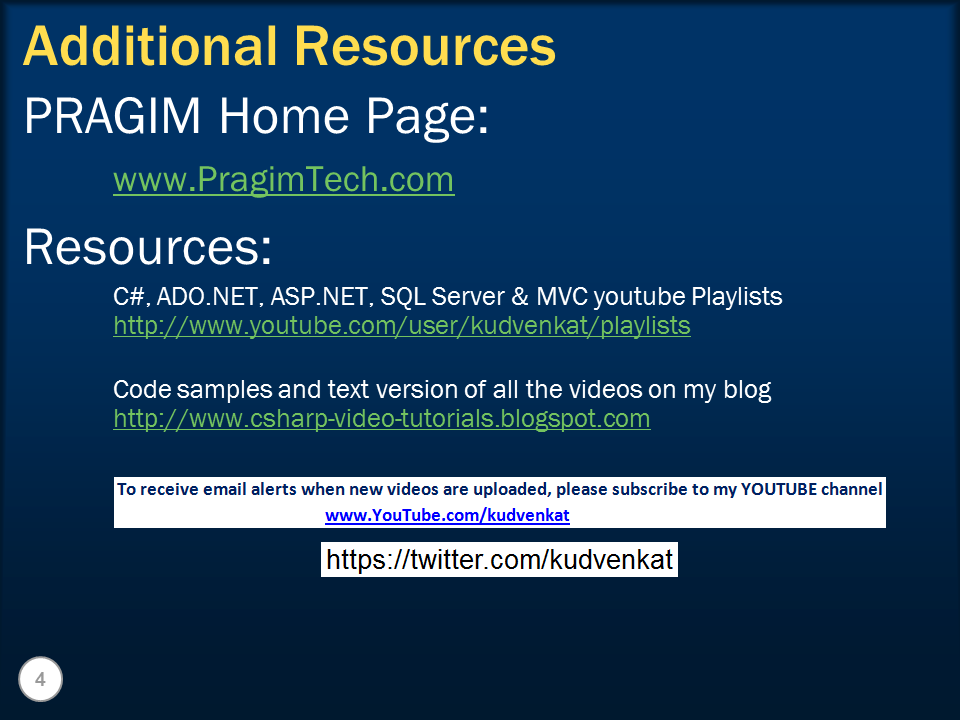 Additional Resources
PRAGIM Home Page:
www.PragimTech.com
Resources:
C#, ADO.NET, ASP.NET, SQL Server & MVC youtube Playlists
http://www.youtube.com/user/kudvenkat/playlists
Code samples and text version of all the videos on my blog
http://www.csharp-video-tutorials.blogspot.com
To receive email alerts when new videos are uploaded, please subscribe to my YOUTUBE channel
www.YouTube.com/kudvenkat
https://twitter.com/kudvenkat
4